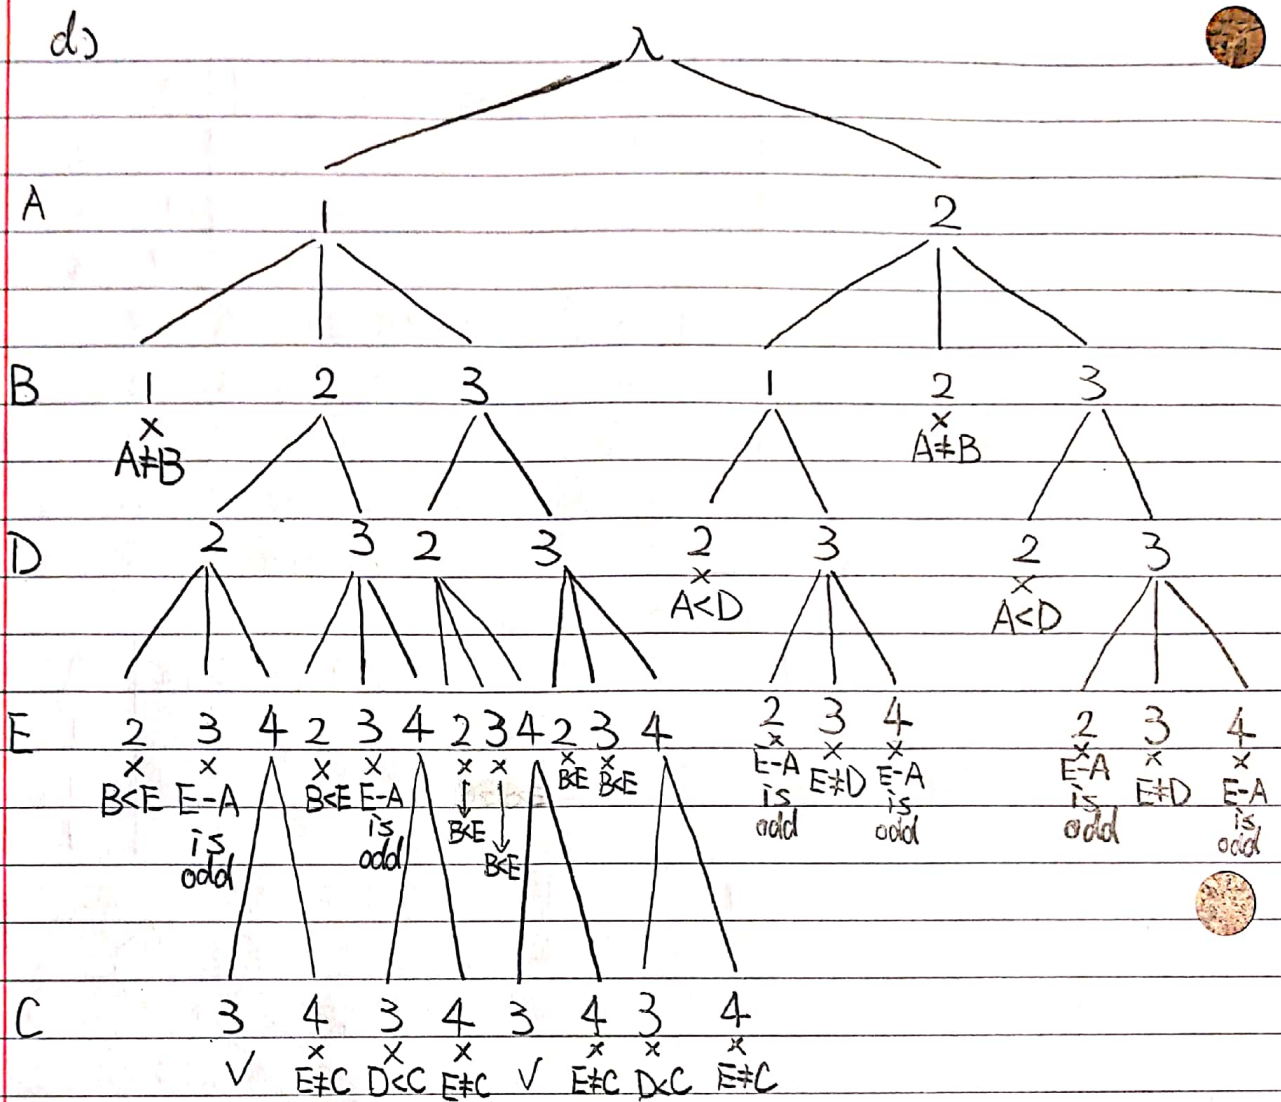 d)
λ
A 1 2
B 1 2 3 1 2 3
x x
A≠B A≠B
D 2 3 2 3 2 3 2 3
x x
A<D A<D
E 2 3 4 2 3 4 2 3 4 2 3 4 2 3 4 2 3 4
x x x x x x x x x x x x x x
B<E E-A B<E E-A B<E B<E B<E B<E E-A E≠D E-A E-A E≠D E-A
is is is is is is
odd odd odd odd odd odd
C 3 4 3 4 3 4 3 4
√ x x x √ x x x
E≠C D<C E≠C E≠C D<C E≠C